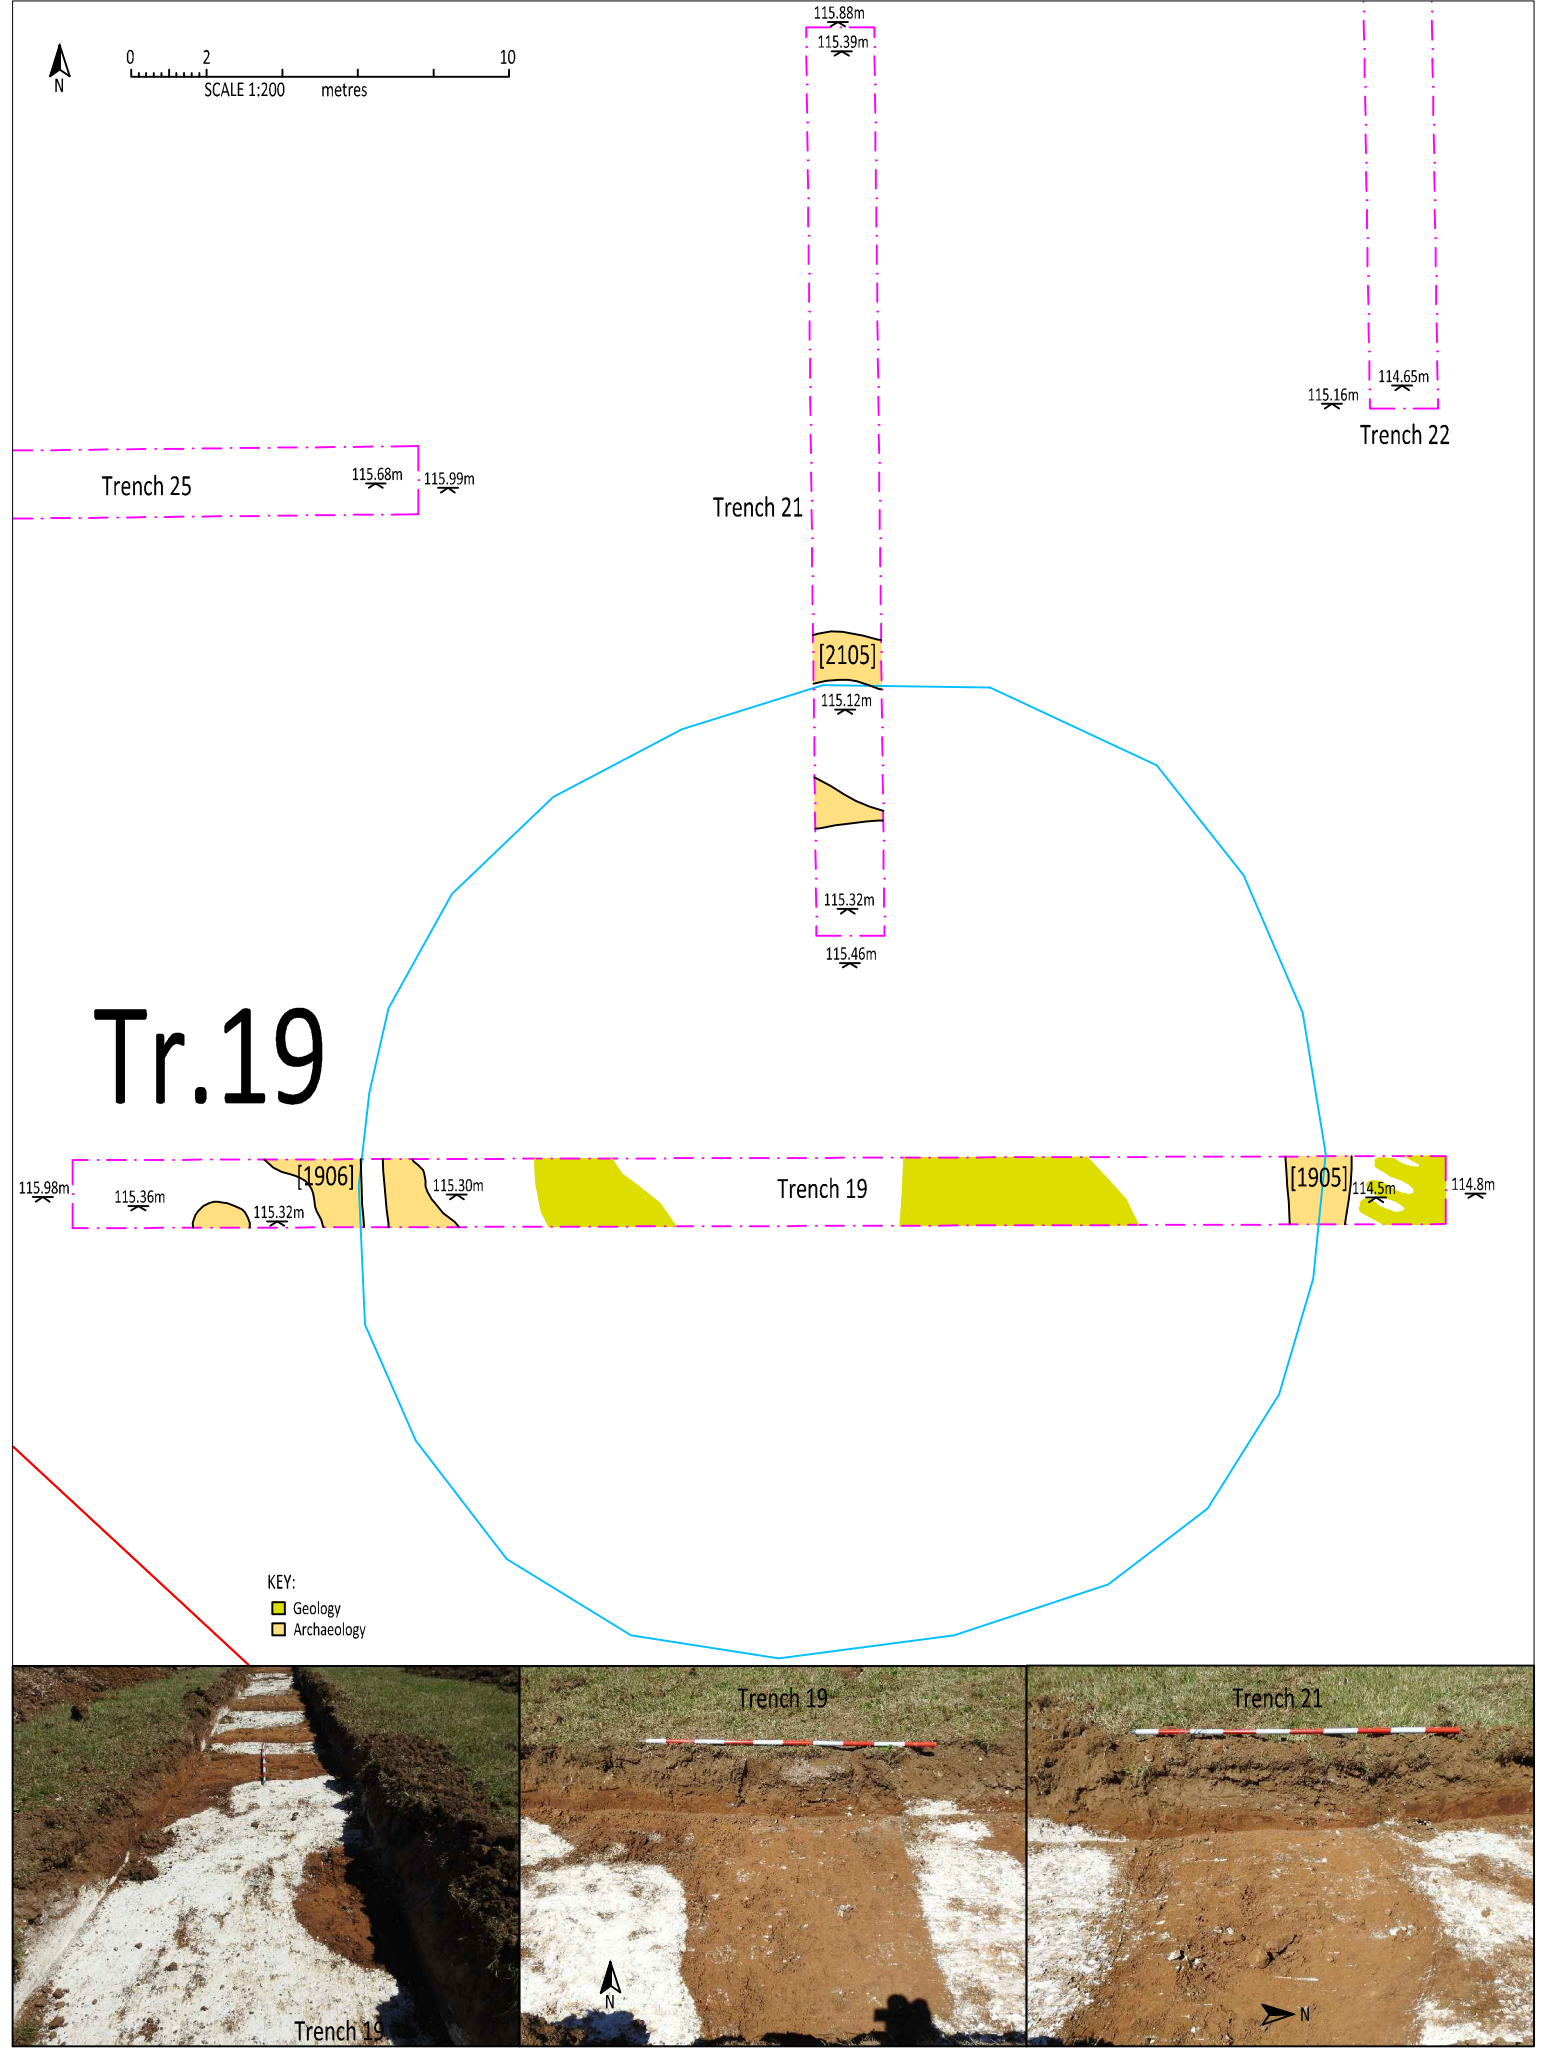 115.88m
115.39m
N
0 2 10
SCALE 1:200 metres
115.16m
114.65m
Trench 22
Trench 25
115.68m
115.99m
Trench 21
[2105]
115.12m
115.32m
115.46m
Tr.19
115.98m
115.36m
[1906]
115.32m
115.30m
Trench 19
[1905]
114.5m
114.8m
KEY:
Geology
Archaeology
Trench 19
Trench 19
N
Trench 21
N